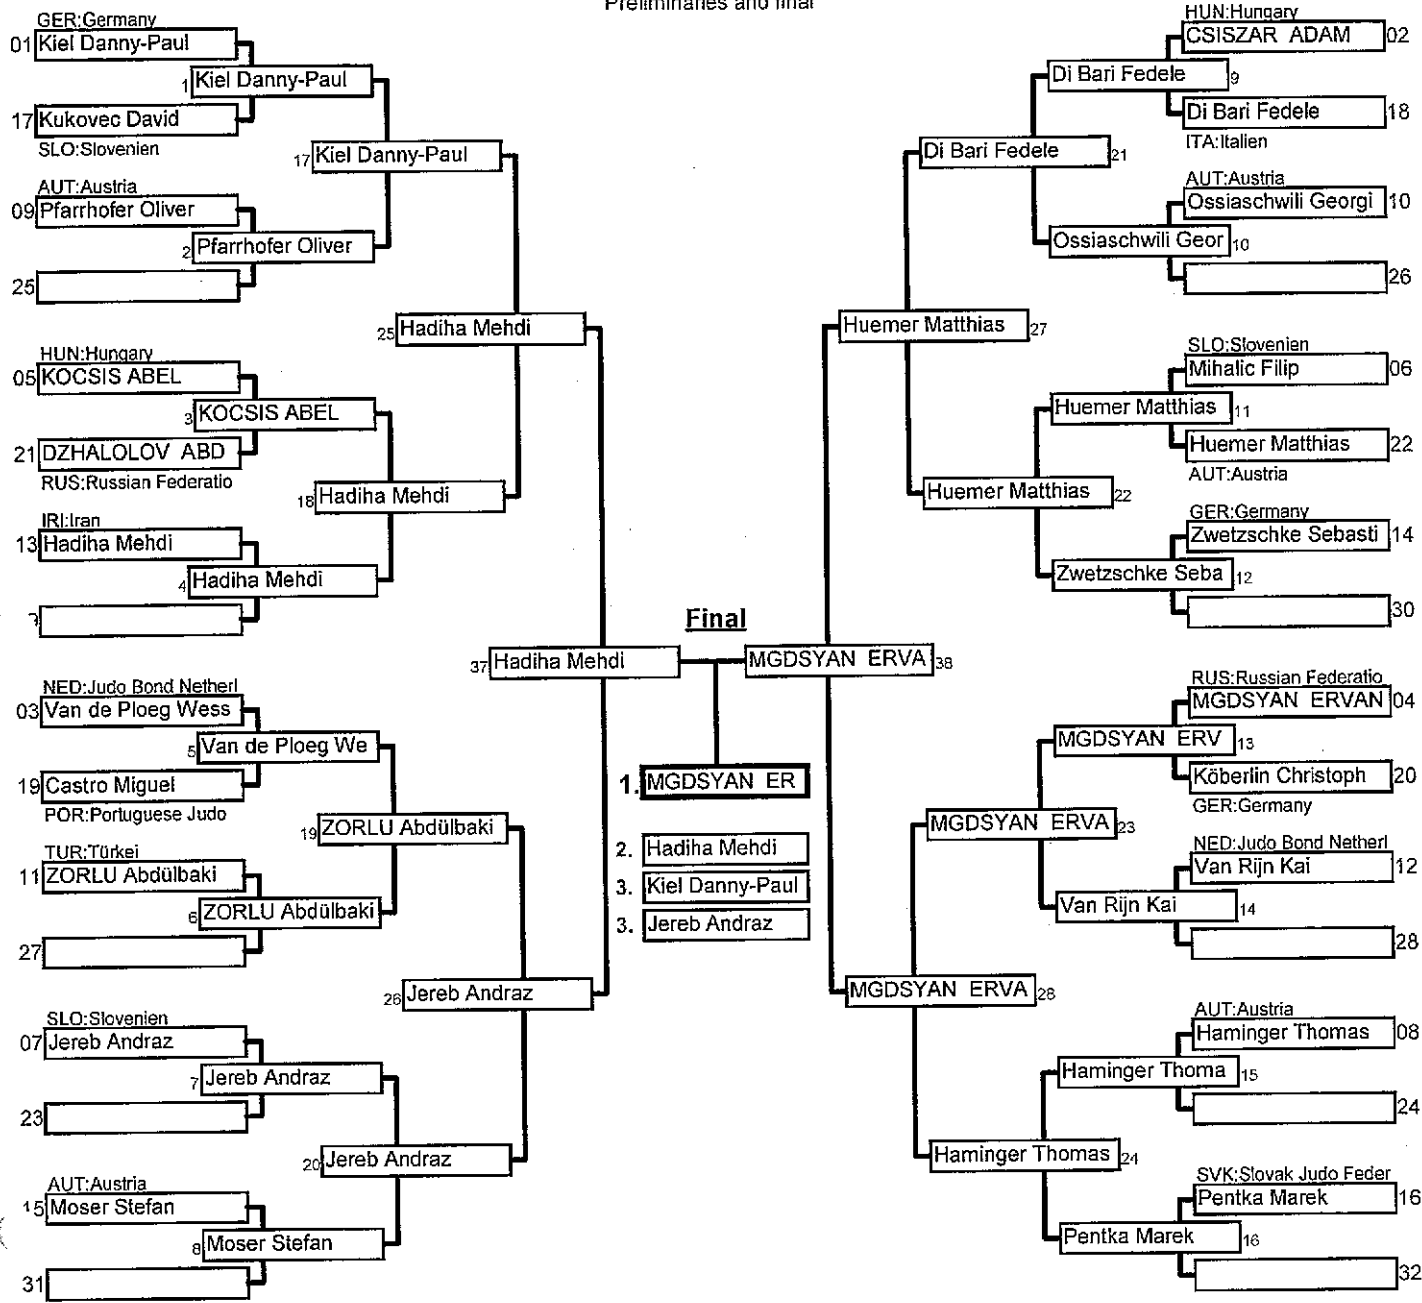 Preliminaries and final
GER:Germany
01 Kiel Danny-Paul
1 Kiel Danny-Paul
17 Kukovec David
SLO:Slovenien
17 Kiel Danny-Paul
AUT:Austria
09 Pfarrhofer Oliver
2 Pfarrhofer Oliver
25
25 Hadiha Mehdi
HUN:Hungary
05 KOCSIS ABEL
3 KOCSIS ABEL
21 DZHALOLOV ABD
RUS:Russian Federatio
18 Hadiha Mehdi
IRI:Iran
13 Hadiha Mehdi
4 Hadiha Mehdi
37 Hadiha Mehdi
NED:Judo Bond Netherl
03 Van de Ploeg Wess
5 Van de Ploeg We
19 Castro Miguel
POR:Portuguese Judo
19 ZORLU Abdülbaki
TUR:Türkei
11 ZORLU Abdülbaki
6 ZORLU Abdülbaki
27
26 Jereb Andraz
SLO:Slovenien
07 Jereb Andraz
7 Jereb Andraz
23
20 Jereb Andraz
AUT:Austria
15 Moser Stefan
8 Moser Stefan
31
Final
1. MGDSYAN ER
2. Hadiha Mehdi
3. Kiel Danny-Paul
3. Jereb Andraz
HUN:Hungary
CSISZAR ADAM 02
Di Bari Fedele 9
Di Bari Fedele 18
ITA:Italien
Di Bari Fedele 21
AUT:Austria
Ossiaschwili Georgi 10
Ossiaschwili Geor 10
26
Huemer Matthias 27
SLO:Slovenien
Mihalic Filip 06
Huemer Matthias 11
Huemer Matthias 22
AUT:Austria
Huemer Matthias 22
GER:Germany
Zwetzschke Sebasti 14
Zwetzschke Seba 12
30
MGDSYAN ERVA 38
RUS:Russian Federatio
MGDSYAN ERVAN 04
MGDSYAN ERV 13
Köberlin Christoph 20
GER:Germany
MGDSYAN ERVA 23
NED:Judo Bond Netherl
Van Rijn Kai 12
Van Rijn Kai 14
28
MGDSYAN ERVA 28
AUT:Austria
Haminger Thomas 08
Haminger Thoma 15
24
Haminger Thomas 24
SVK:Slovak Judo Feder
Pentka Marek 16
Pentka Marek 16
32